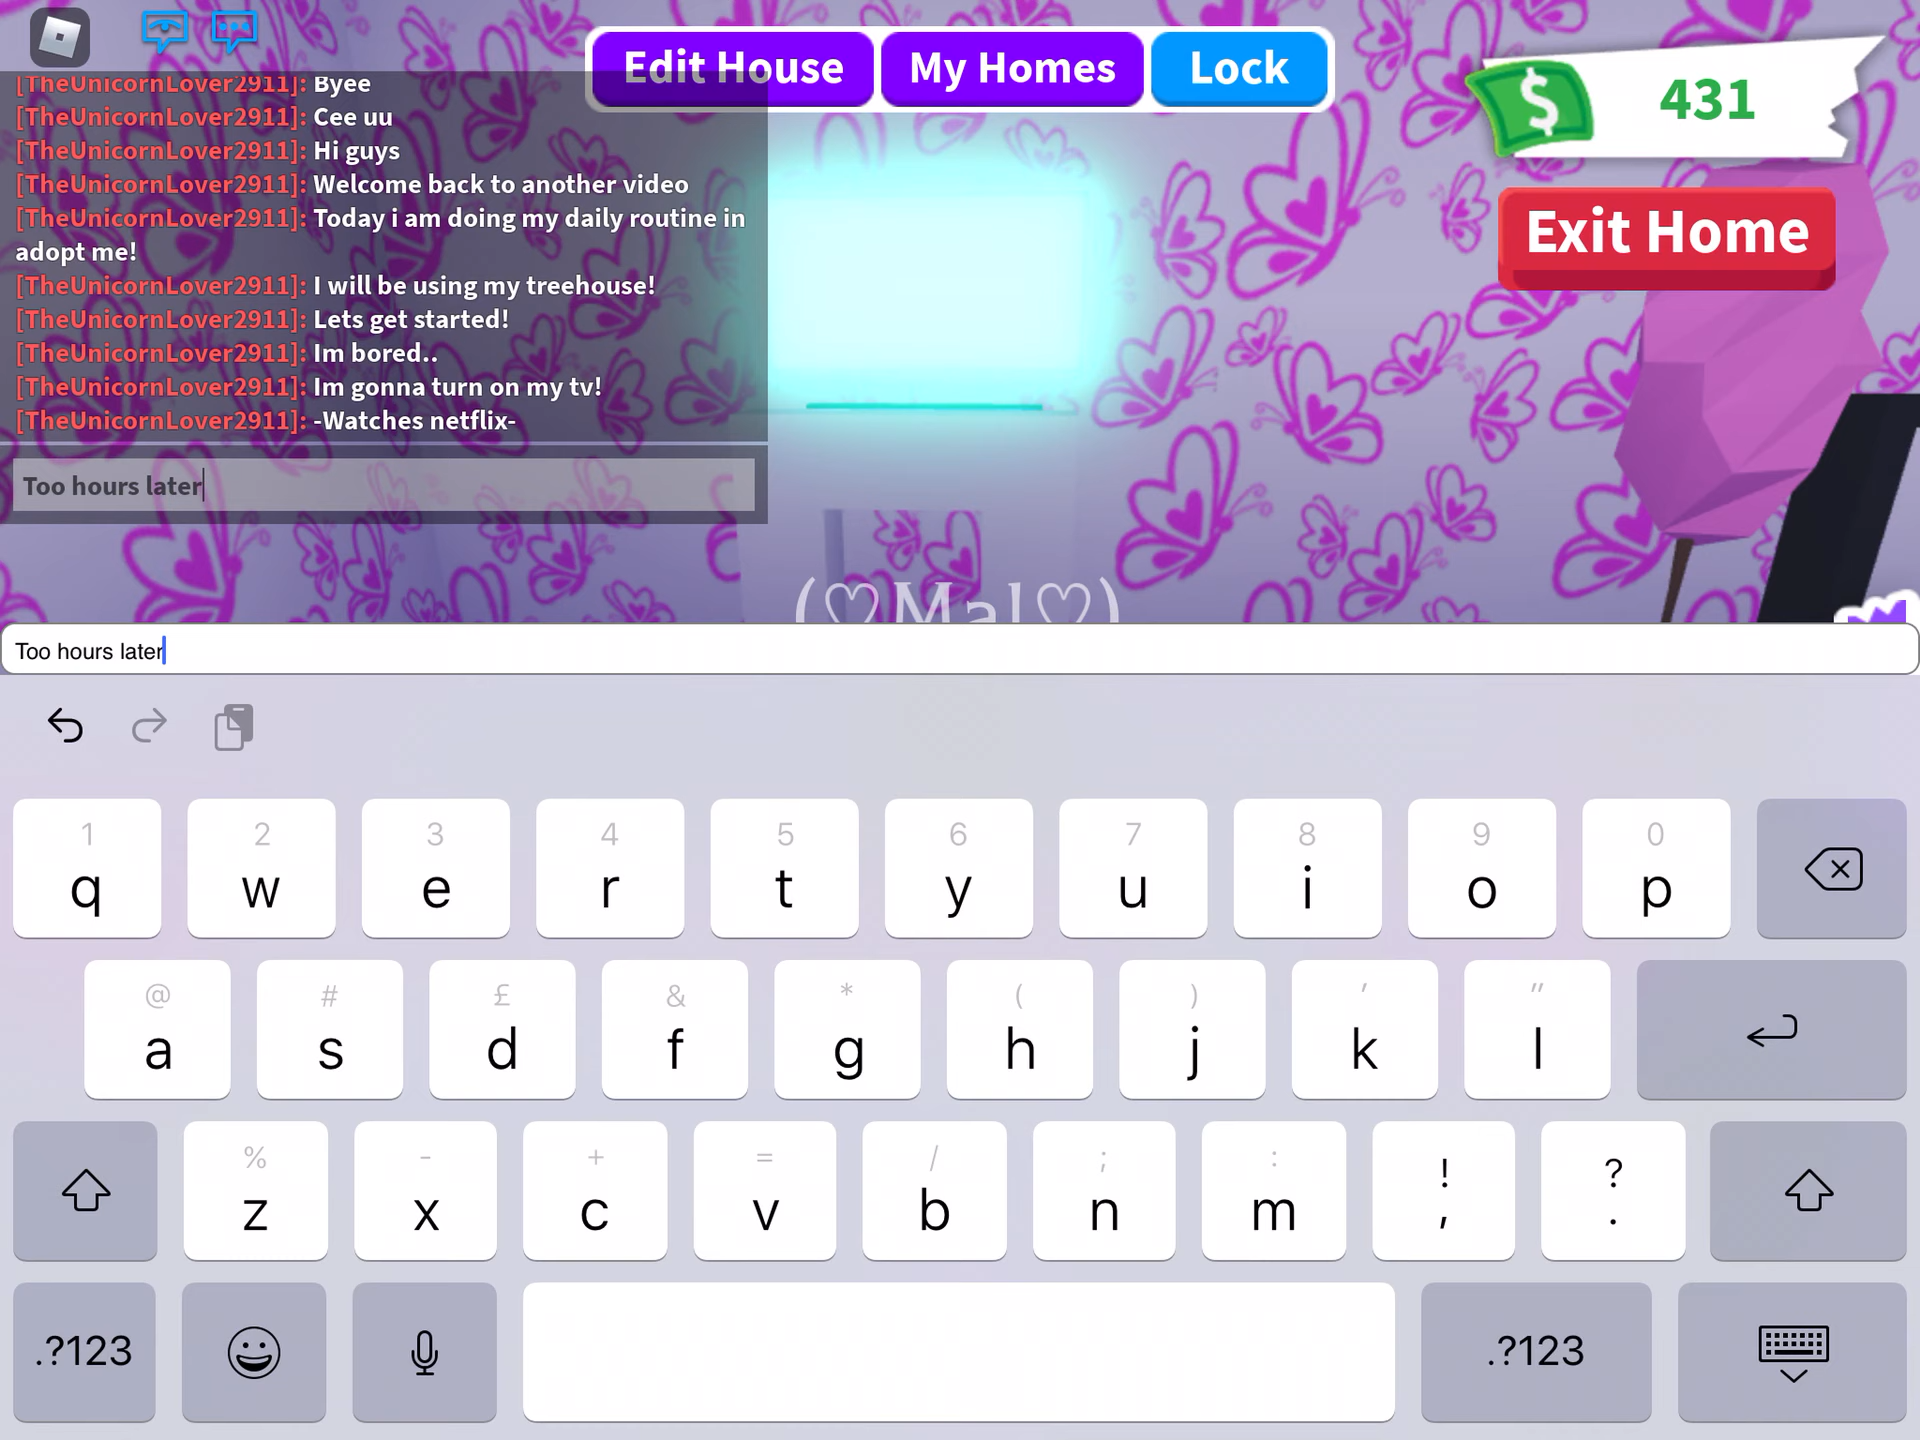 Edit House My Homes Lock
431
Exit Home
[TheUnicornLover2911]: Byee
[TheUnicornLover2911]: Cee uu
[TheUnicornLover2911]: Hi guys
[TheUnicornLover2911]: Welcome back to another video
[TheUnicornLover2911]: Today i am doing my daily routine in
adopt me!
[TheUnicornLover2911]: I will be using my treehouse!
[TheUnicornLover2911]: Lets get started!
[TheUnicornLover2911]: Im bored..
[TheUnicornLover2911]: Im gonna turn on my tv!
[TheUnicornLover2911]: -Watches netflix-
Too hours later
(♡Mal♡)
Too hours later
1 2 3 4 5 6 7 8 9 0
q w e r t y u i o p
@ # £ & * ( ) ' "
a s d f g h j k l
% - + = / ; : ! ?
z x c v b n m , .
.?123 .?123